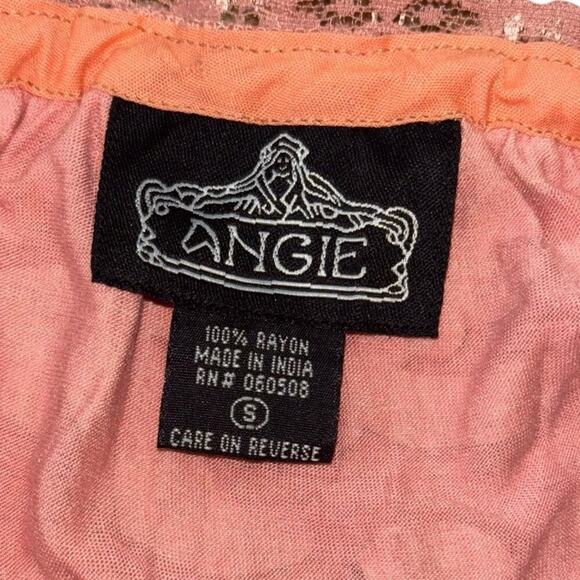 ANGIE
100% RAYON
MADE IN INDIA
RN# 060508
S
CARE ON REVERSE